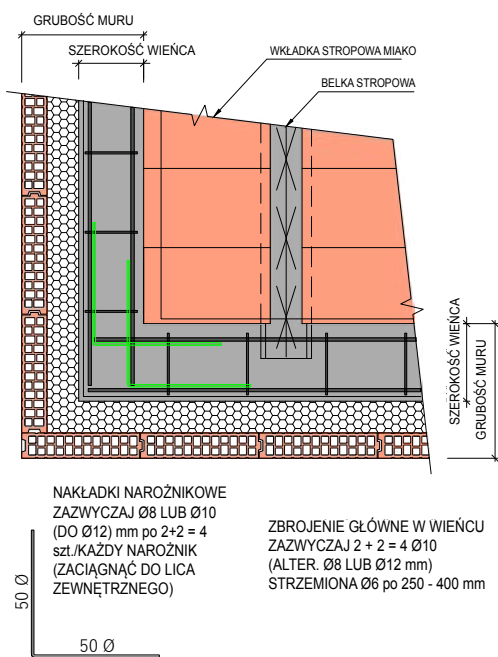 GRUBOŚĆ MURU
SZEROKOŚĆ WIEŃCA
WKŁADKA STROPOWA MIAKO
BELKA STROPOWA
SZEROKOŚĆ WIEŃCA
GRUBOŚĆ MURU
NAKŁADKI NAROŻNIKOWE
ZAZWYCZAJ Ø8 LUB Ø10
(DO Ø12) mm po 2+2 = 4
szt./KAŻDY NAROŻNIK
(ZACIĄGNĄĆ DO LICA
ZEWNĘTRZNEGO)
ZBROJENIE GŁÓWNE W WIEŃCU
ZAZWYCZAJ 2 + 2 = 4 Ø10
(ALTER. Ø8 LUB Ø12 mm)
STRZEMIONA Ø6 po 250 - 400 mm
50 Ø
50 Ø